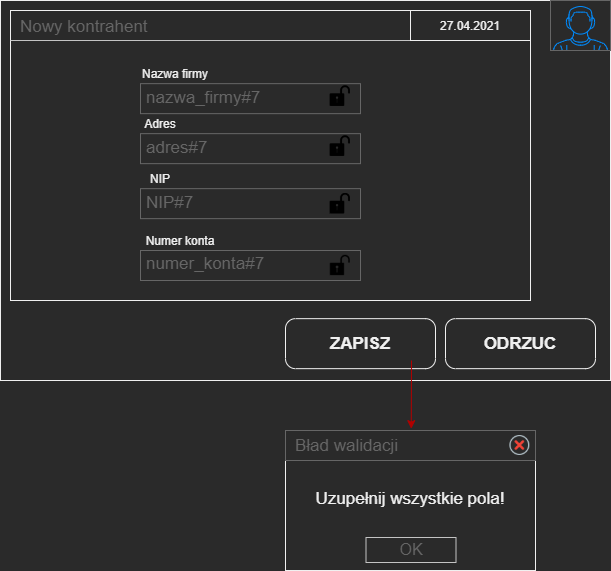 Nowy kontrahent
27.04.2021
Nazwa firmy
nazwa_firmy#7
Adres
adres#7
NIP
NIP#7
Numer konta
numer_konta#7
ZAPISZ
ODRZUC
Bład walidacji
Uzupełnij wszystkie pola!
OK